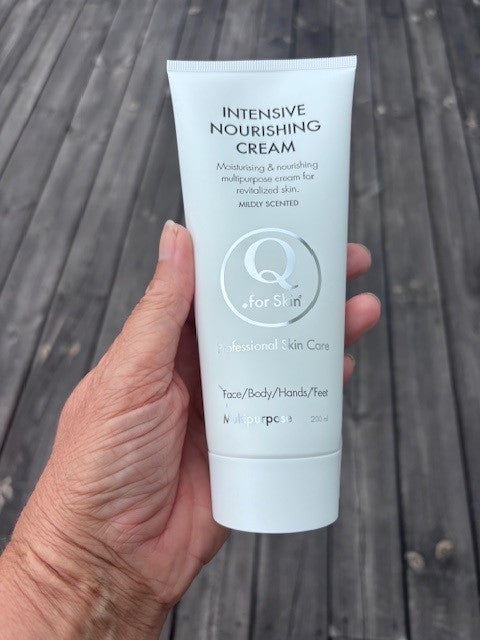 INTENSIVE
NOURISHING
CREAM
Moisturising & nourishing
multipurpose cream for
revitalized skin.
MILDLY SCENTED
Q
.for Skin®
Professional Skin Care
Face/Body/Hands/Feet
Multipurpose 200 ml